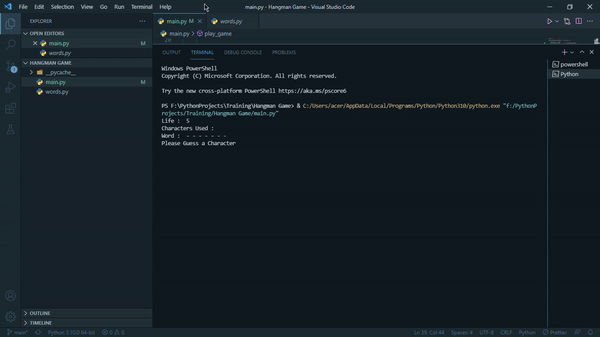 File Edit Selection View Go Run Terminal Help main.py - Hangman Game - Visual Studio Code
EXPLORER
OPEN EDITORS
main.py M
words.py
HANGMAN GAME
__pycache__
main.py M
words.py
OUTLINE
TIMELINE
main.py M words.py
main.py > play_game
OUTPUT TERMINAL DEBUG CONSOLE PROBLEMS
Windows PowerShell
Copyright (C) Microsoft Corporation. All rights reserved.
Try the new cross-platform PowerShell https://aka.ms/pscore6
PS F:\PythonProjects\Training\Hangman Game> & C:/Users/acer/AppData/Local/Programs/Python/Python310/python.exe "F:/PythonP
rojects/Training/Hangman Game/main.py"
Life : 5
Characters Used :
Word : - - - - - - -
Please Guess a Character
powershell
Python
main* Python 3.10.0 64-bit 0 0 Ln 39, Col 44 Spaces: 4 UTF-8 CRLF Python Prettier